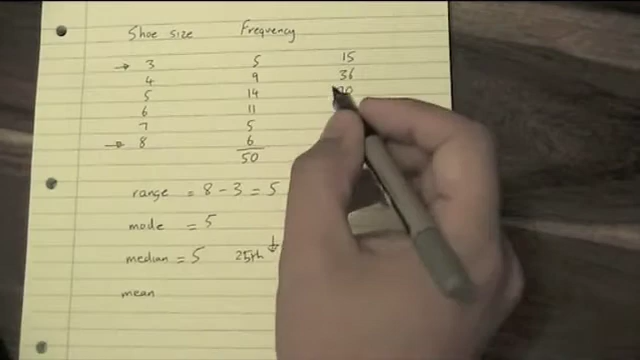 Shoe size Frequency
→ 3 5 15
4 9 36
5 14 70
6 11
7 5
→ 8 6
50
range = 8 - 3 = 5
mode = 5
median = 5 25th ↓
mean